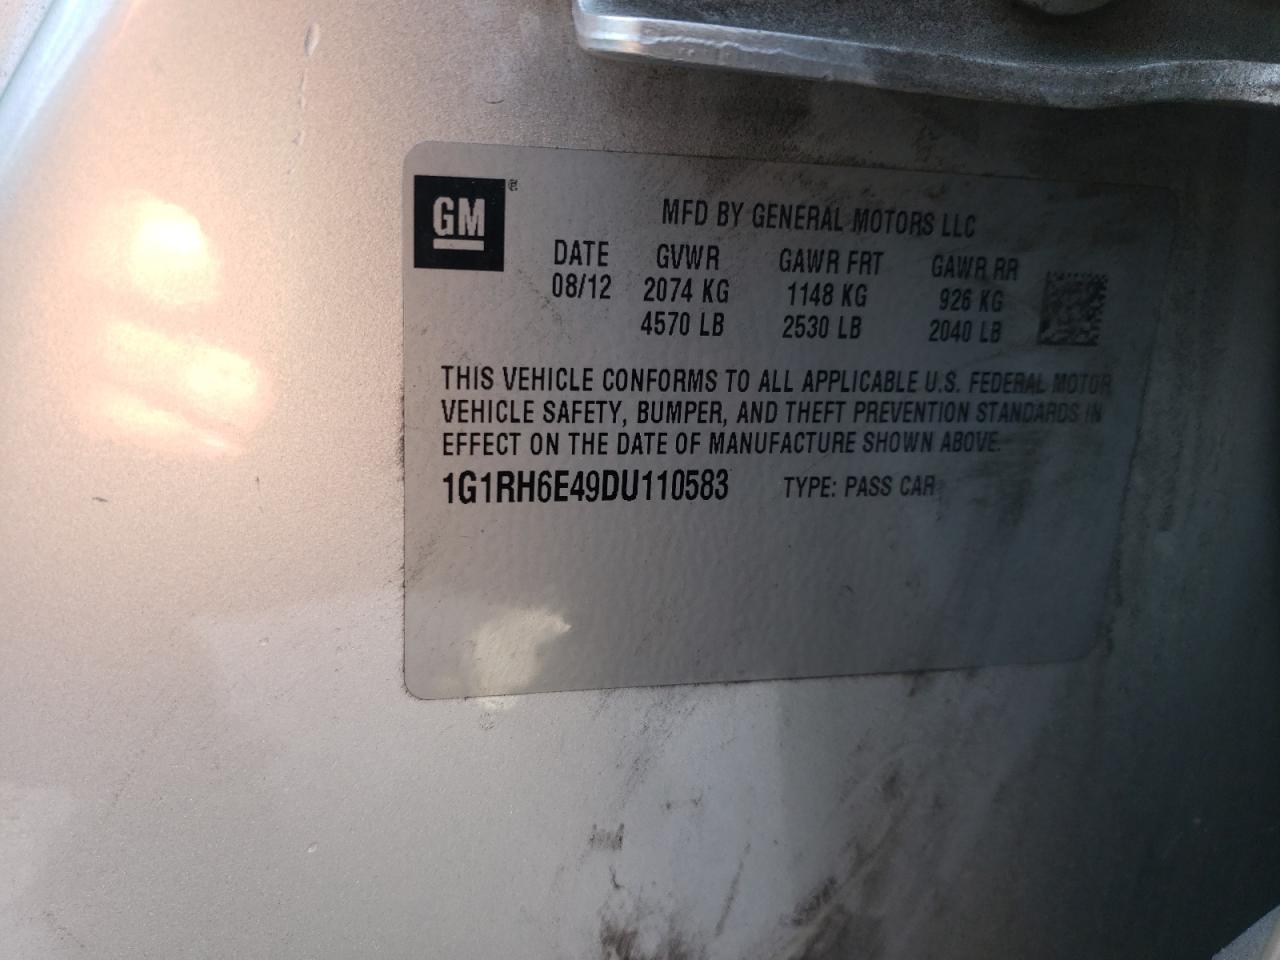 GM®
MFD BY GENERAL MOTORS LLC
DATE GVWR GAWR FRT GAWR RR
08/12 2074 KG 1148 KG 926 KG
4570 LB 2530 LB 2040 LB
THIS VEHICLE CONFORMS TO ALL APPLICABLE U.S. FEDERAL MOTOR
VEHICLE SAFETY, BUMPER, AND THEFT PREVENTION STANDARDS IN
EFFECT ON THE DATE OF MANUFACTURE SHOWN ABOVE.
1G1RH6E49DU110583 TYPE: PASS CAR